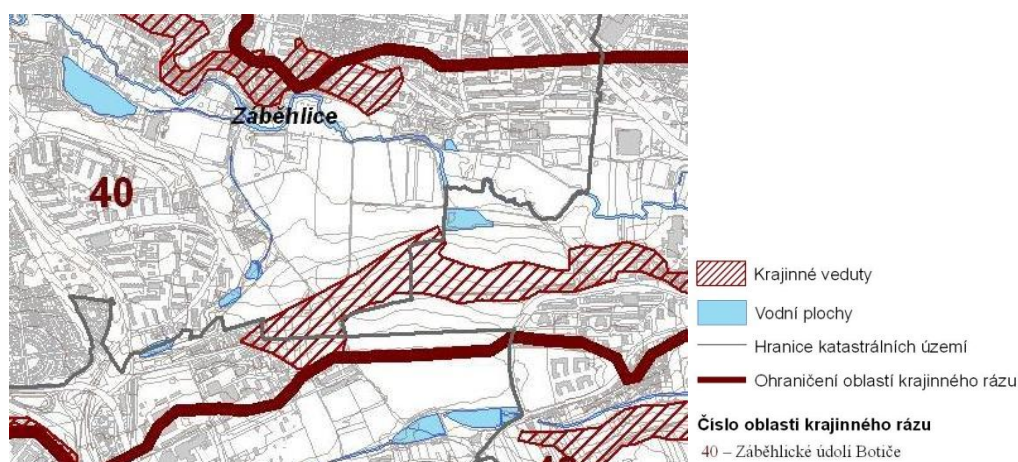 Záběhlice
40
Krajinné veduty
Vodní plochy
Hranice katastrálních území
Ohraničení oblastí krajinného rázu
Číslo oblasti krajinného rázu
40 – Záběhlické údolí Botiče